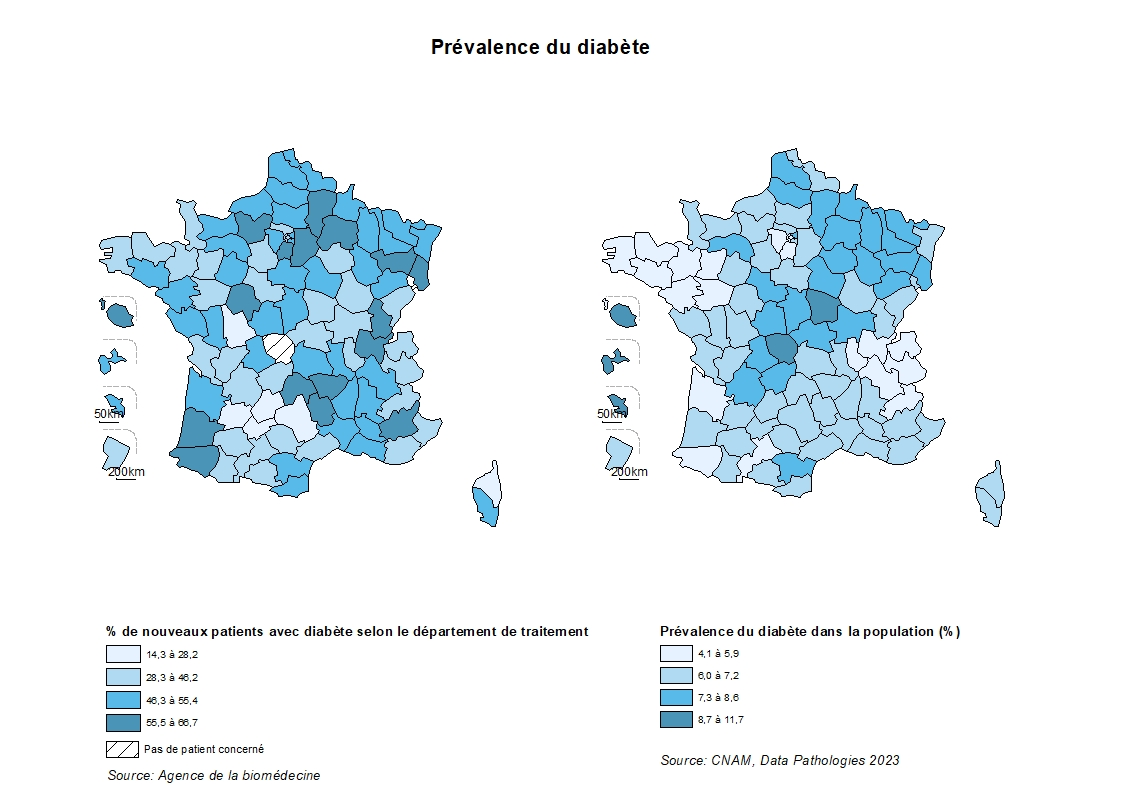 Prévalence du diabète
50km
200km
50km
200km
% de nouveaux patients avec diabète selon le département de traitement
14,3 à 28,2
28,3 à 46,2
46,3 à 55,4
55,5 à 66,7
Pas de patient concerné
Source: Agence de la biomédecine
Prévalence du diabète dans la population (%)
4,1 à 5,9
6,0 à 7,2
7,3 à 8,6
8,7 à 11,7
Source: CNAM, Data Pathologies 2023